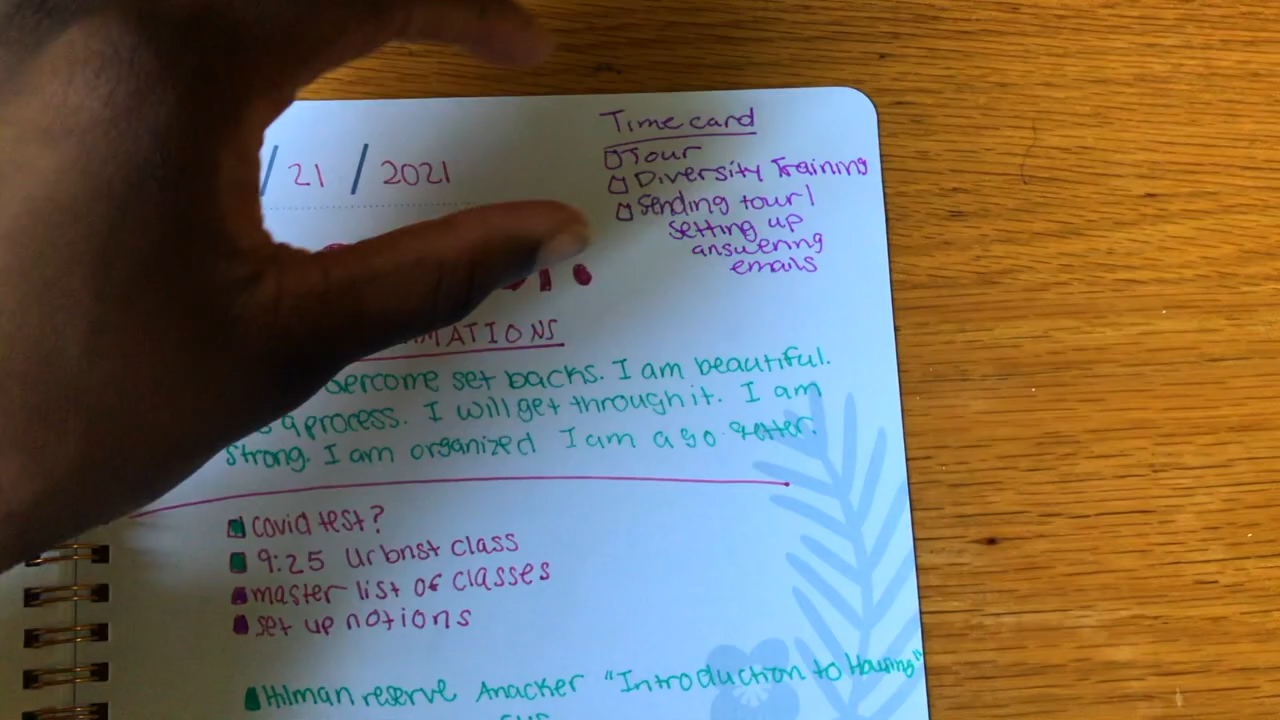 / 21 / 2021
Time card
Tour
Diversity Training
Sending tour /
setting up
answering
emails
MATIONS
overcome set backs. I am beautiful.
a process. I will get through it. I am
strong. I am organized I am a go getter.
covid test?
9:25 Urbnst class
master list of classes
set up notions
Hilman reserve Anacker "Introduction to Housing"